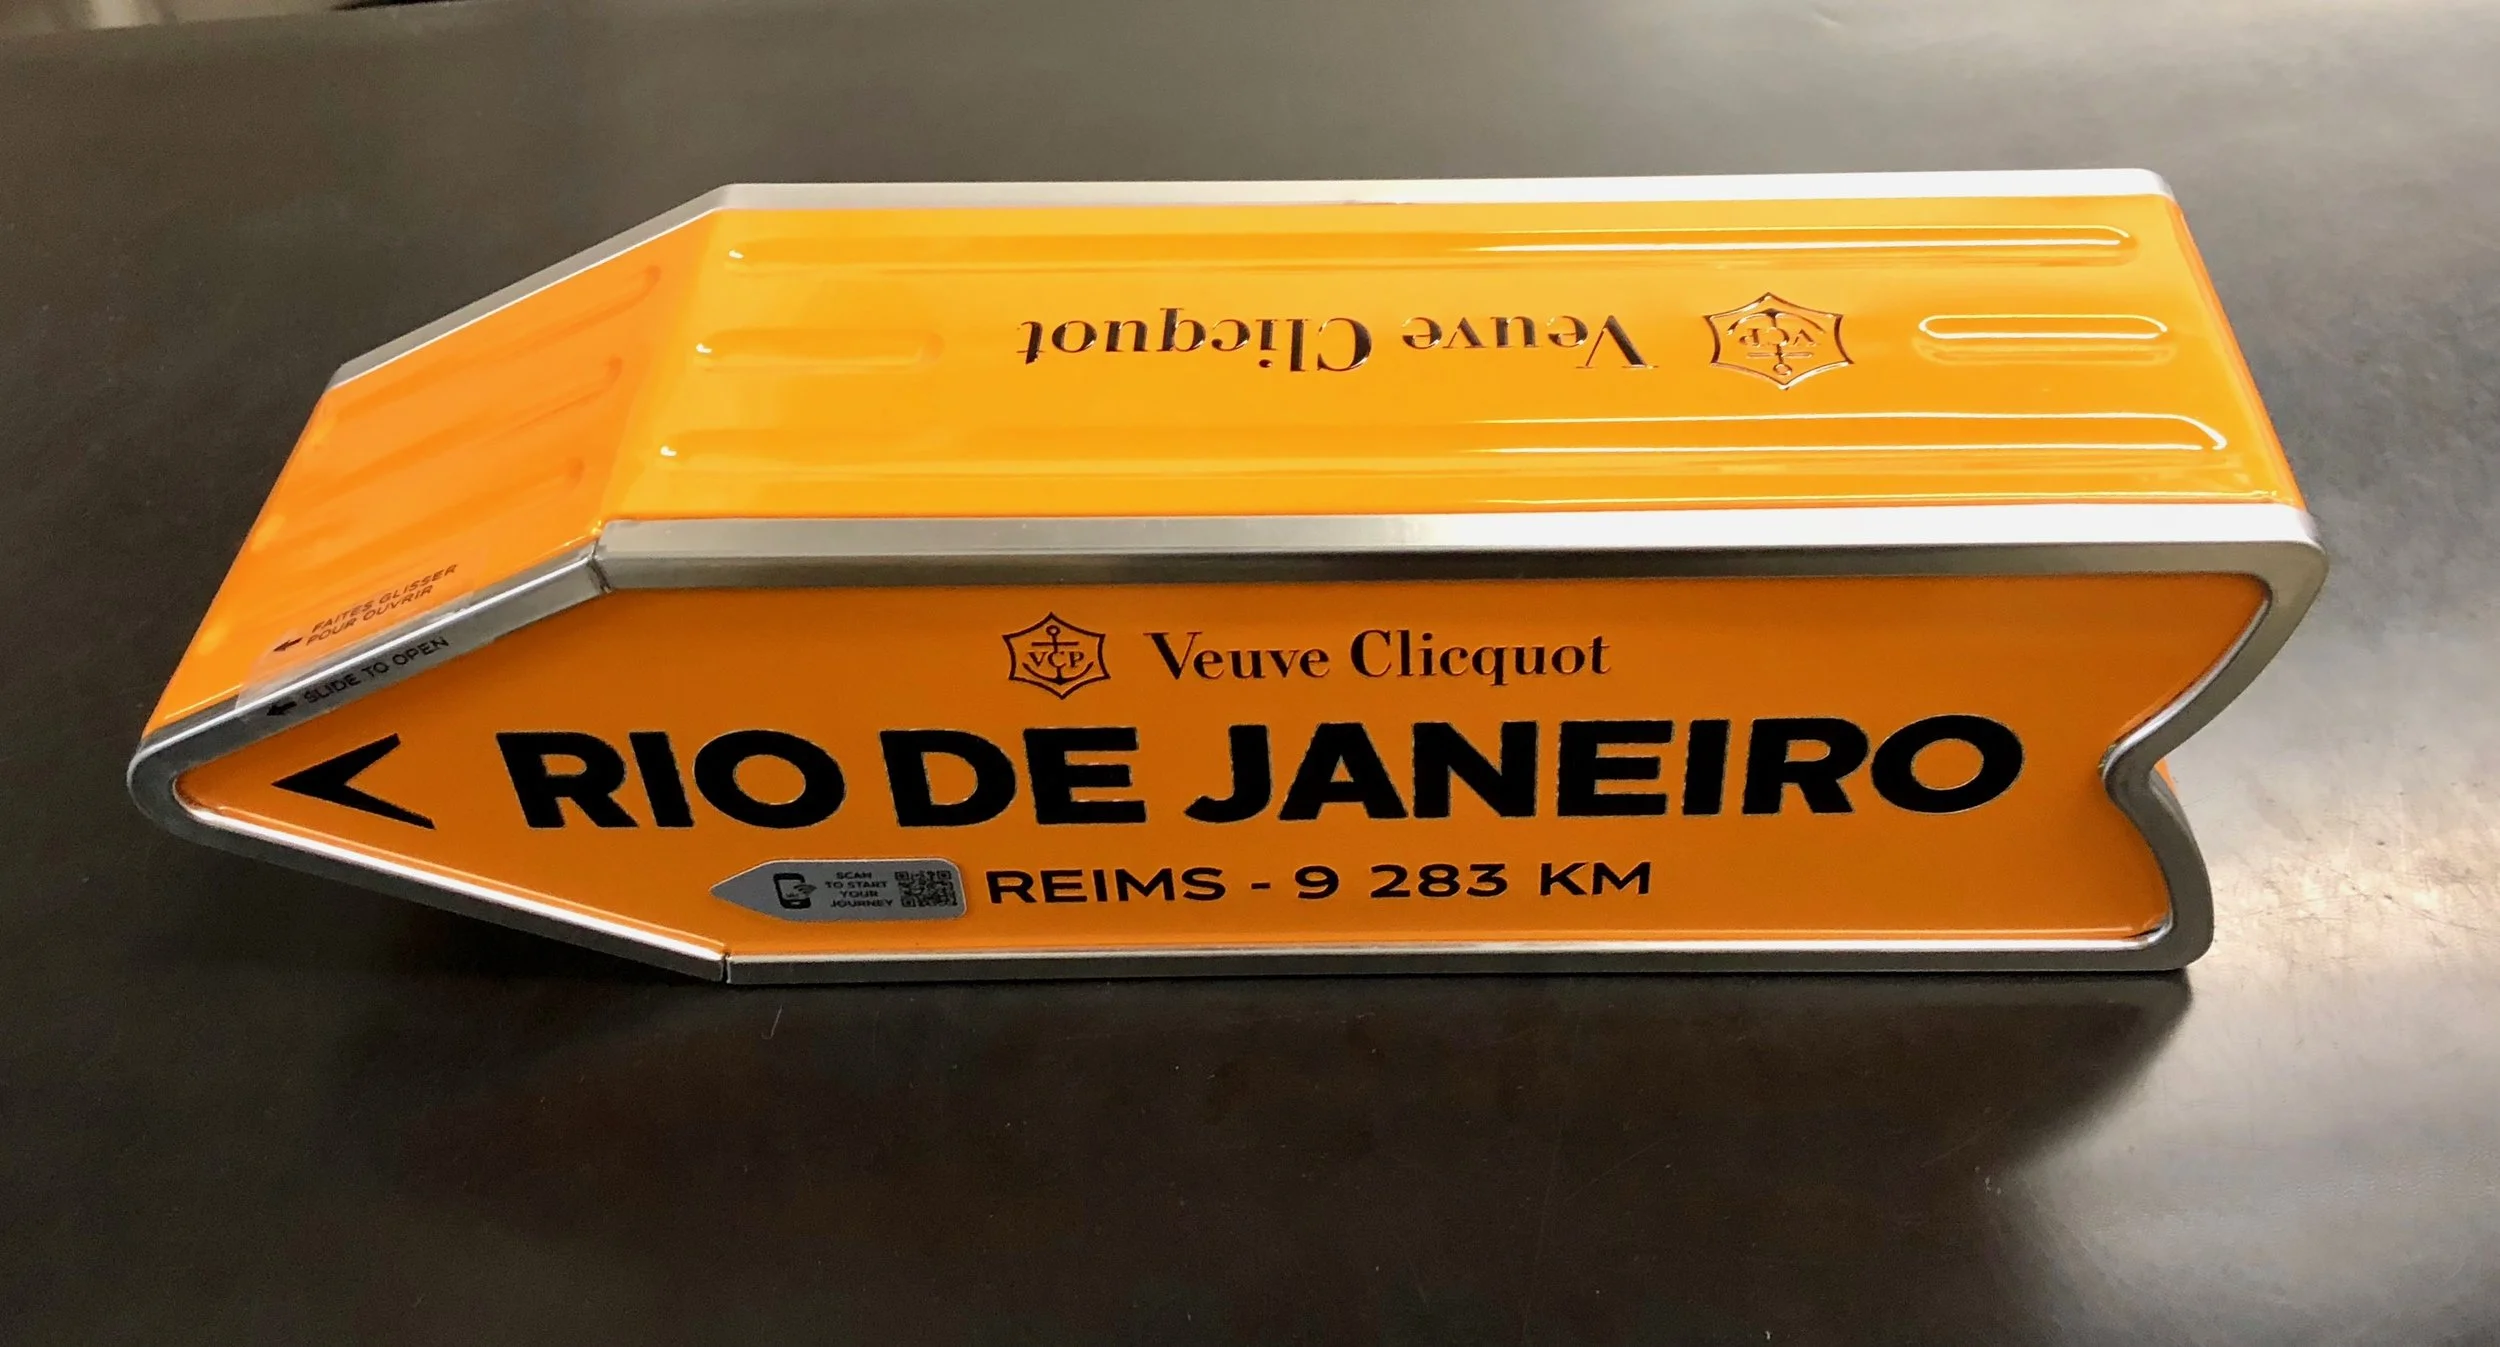 Veuve Clicquot
VCP
FAITES GLISSER
POUR OUVRIR
SLIDE TO OPEN
VCP
Veuve Clicquot
< RIO DE JANEIRO
SCAN
TO START
YOUR
JOURNEY
REIMS - 9 283 KM